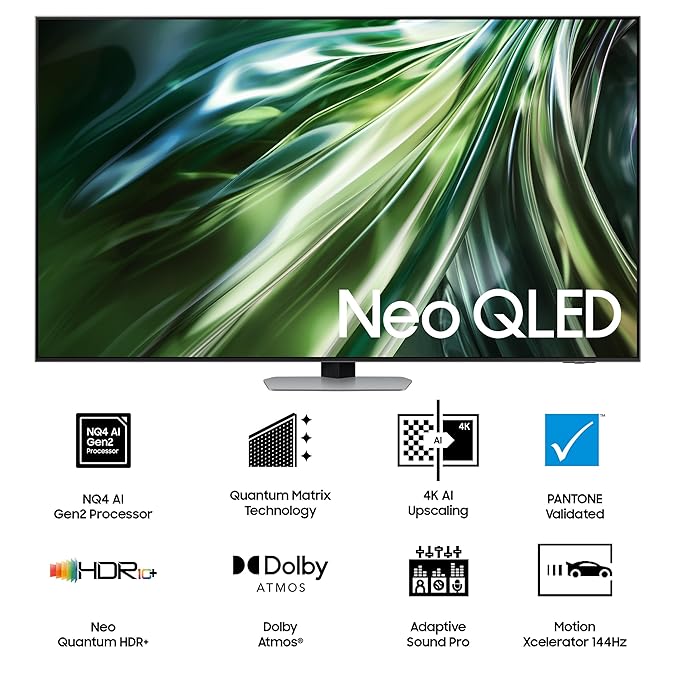 Neo QLED
NQ4 AI
Gen2
Processor
AI
4K
™
NQ4 AI
Gen2 Processor
Quantum Matrix
Technology
4K AI
Upscaling
PANTONE
Validated
HDR10+
Dolby
ATMOS
Neo
Quantum HDR+
Dolby
Atmos®
Adaptive
Sound Pro
Motion
Xcelerator 144Hz